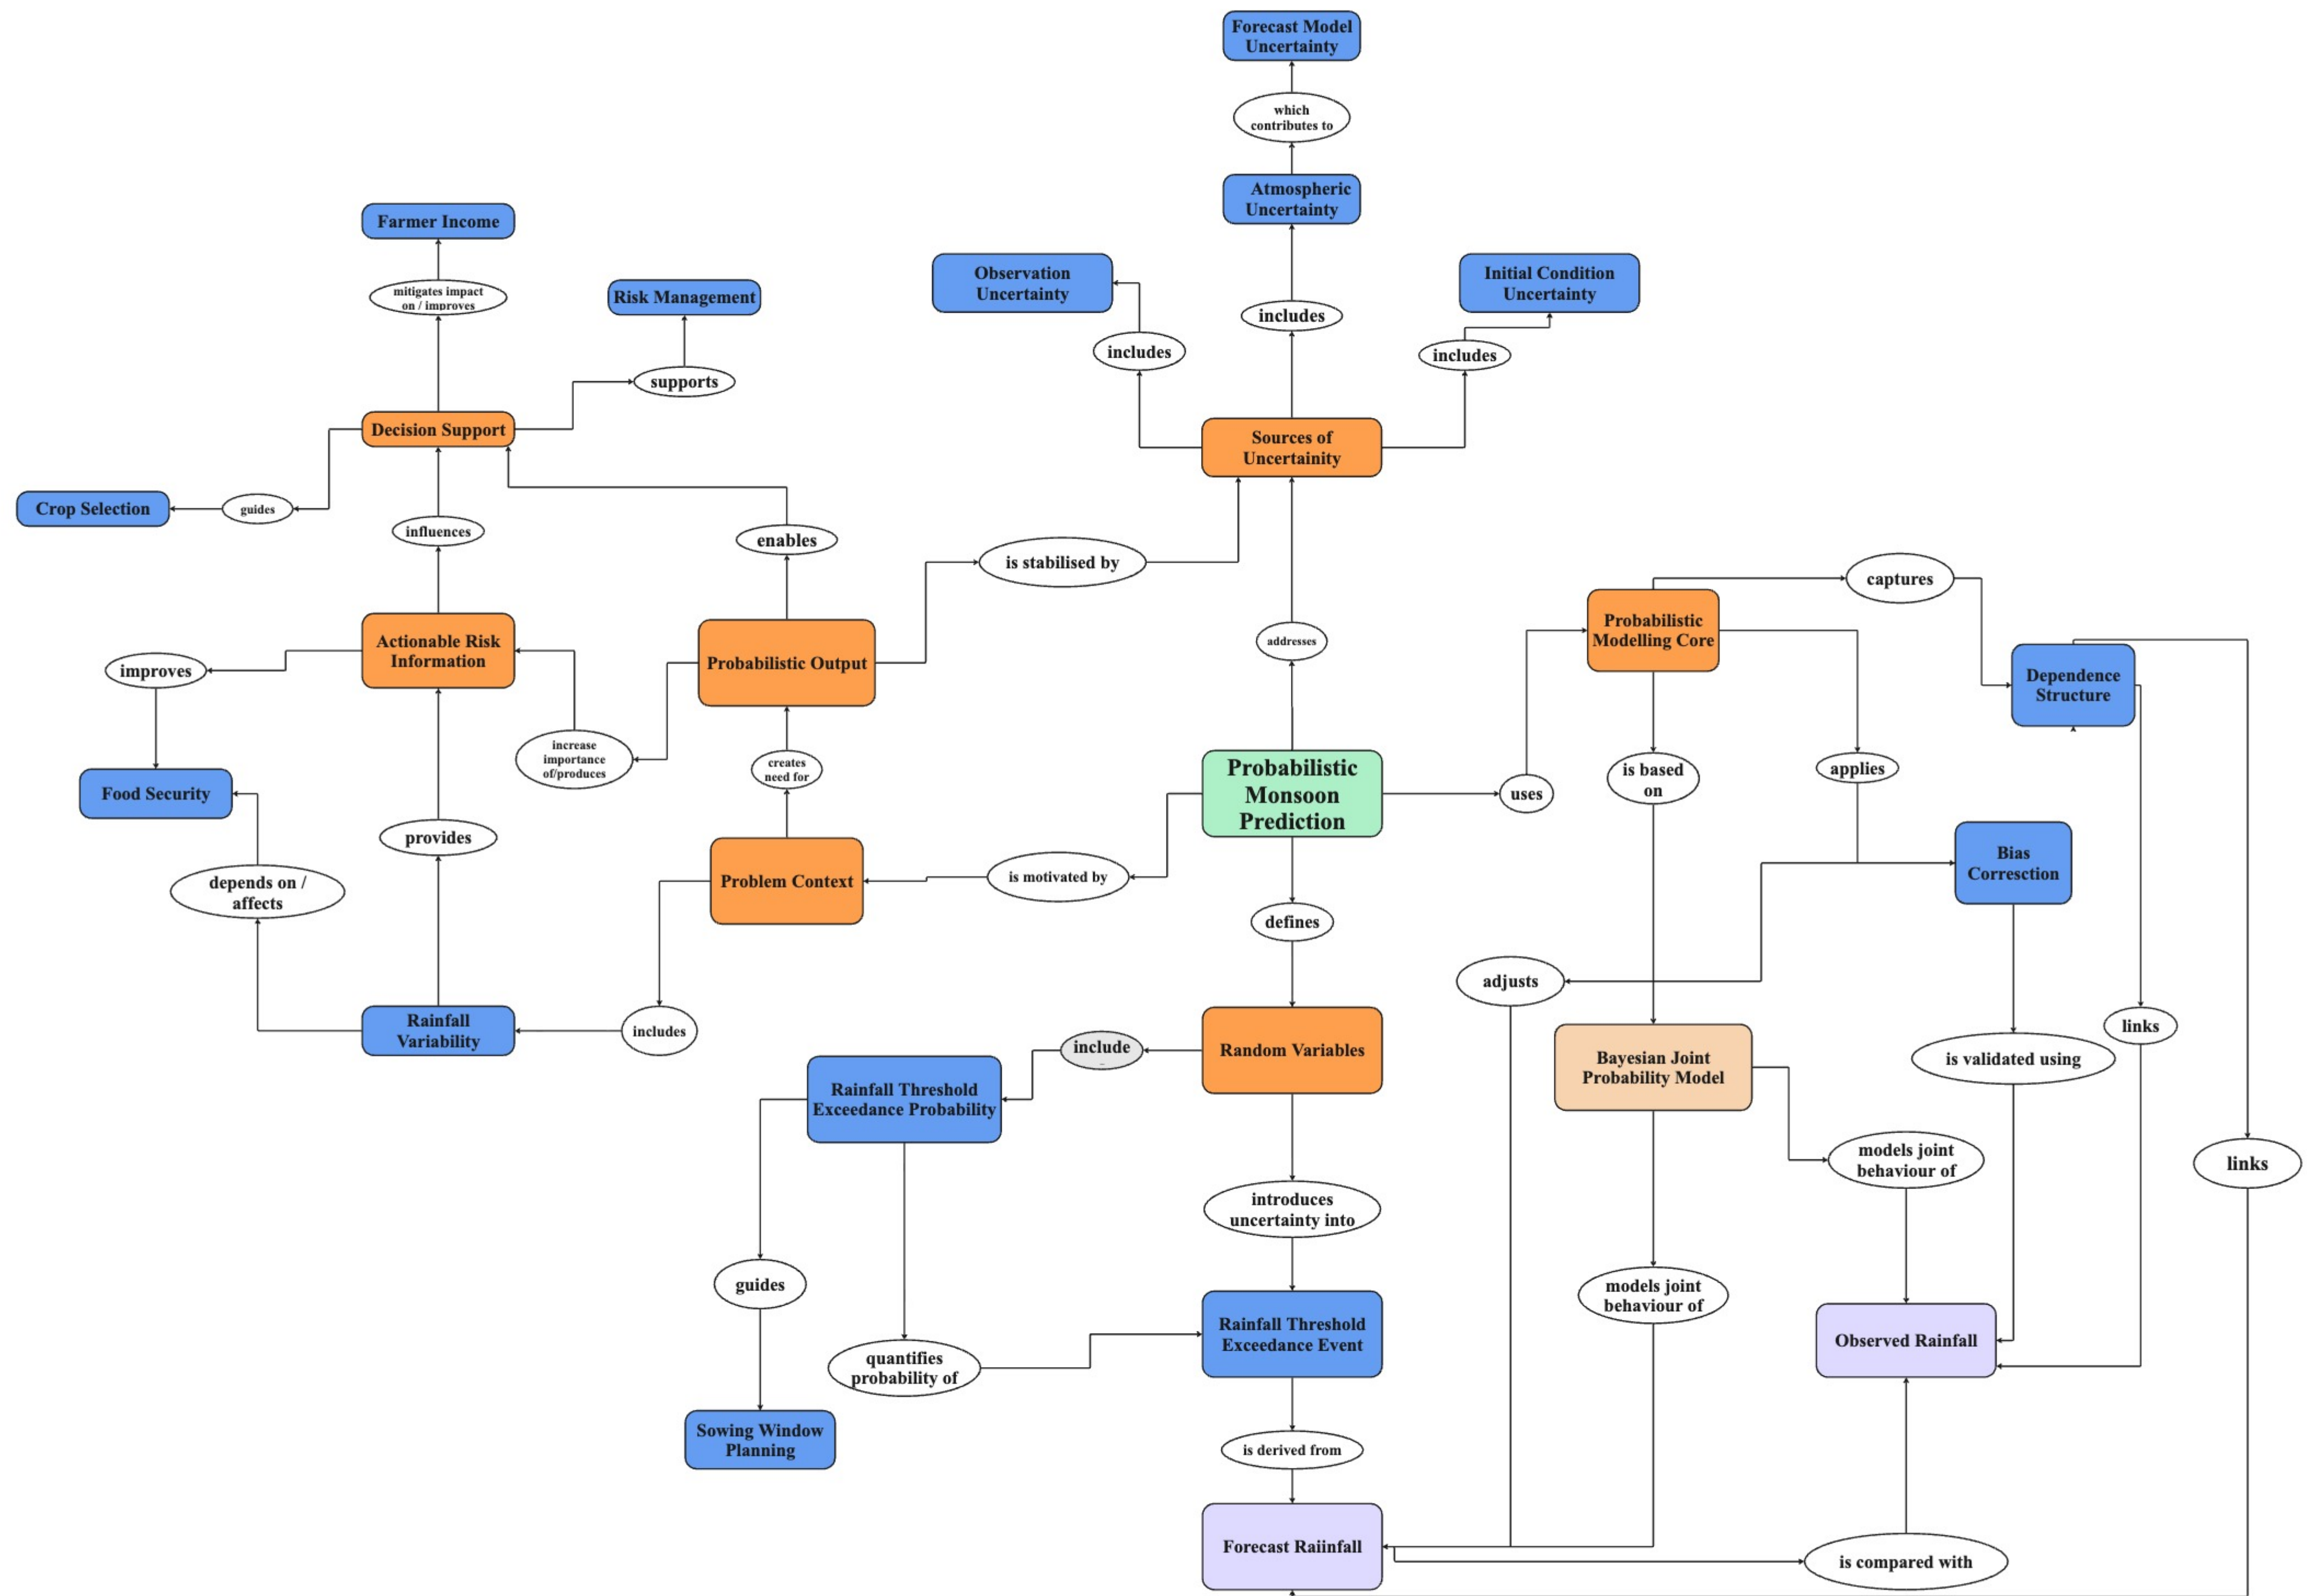 Forecast Model
Uncertainty
which
contributes to
Atmospheric
Uncertainty
Farmer Income
Observation
Uncertainty
Initial Condition
Uncertainty
mitigates impact
on / improves
Risk Management
includes
includes
includes
supports
Decision Support
Sources of
Uncertainity
Crop Selection
guides
influences
enables
is stabilised by
captures
Actionable Risk
Information
Probabilistic Output
addresses
Probabilistic
Modelling Core
improves
Dependence
Structure
increase
importance
of/produces
creates
need for
Probabilistic
Monsoon
Prediction
is based
on
applies
Food Security
uses
provides
Bias
Corresction
depends on /
affects
Problem Context
is motivated by
defines
adjusts
Rainfall
Variability
includes
include
Random Variables
Bayesian Joint
Probability Model
is validated using
links
Rainfall Threshold
Exceedance Probability
models joint
behaviour of
links
introduces
uncertainty into
guides
models joint
behaviour of
Rainfall Threshold
Exceedance Event
Observed Rainfall
quantifies
probability of
Sowing Window
Planning
is derived from
Forecast Raiinfall
is compared with